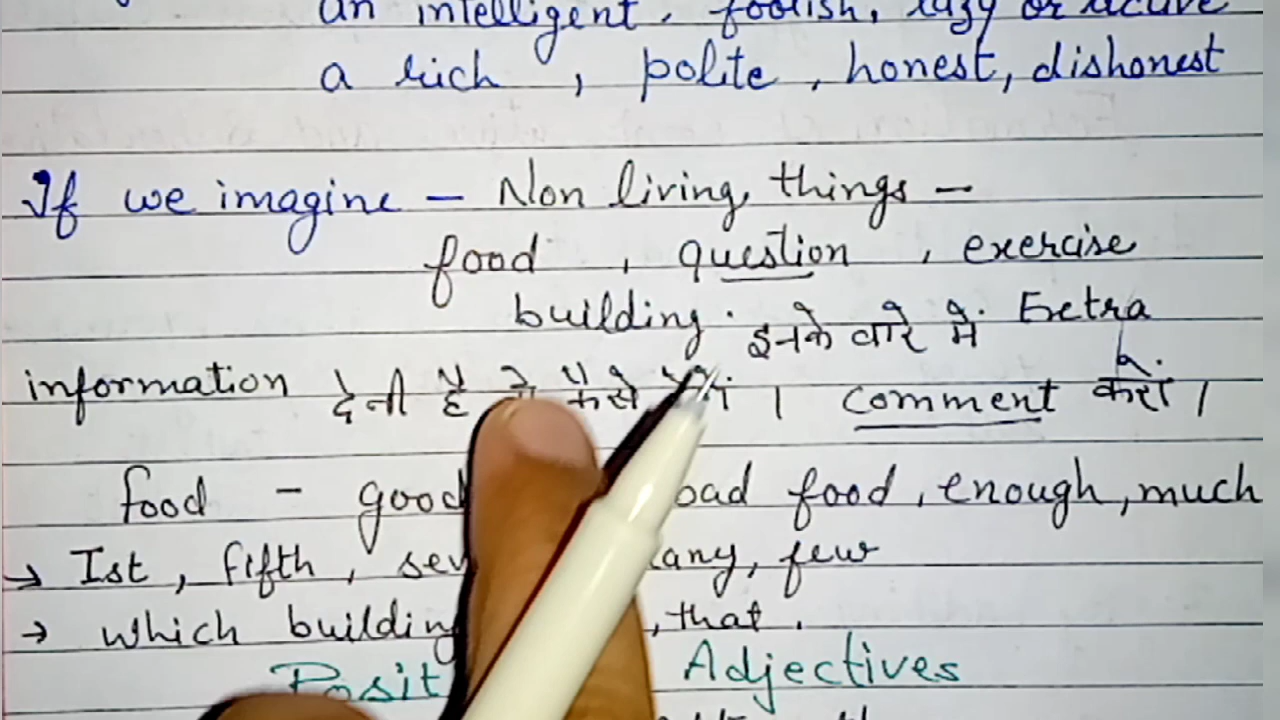 an intelligent, foolish, lazy or active
a rich , polite , honest, dishonest
If we imagine - Non living things -
food , question , exercise
building. इनके बारे में Extra
information देनी है कैसे । comment करो ।
food - good bad food, enough, much
→ Ist, fifth, few
→ which building , that.
Adjectives